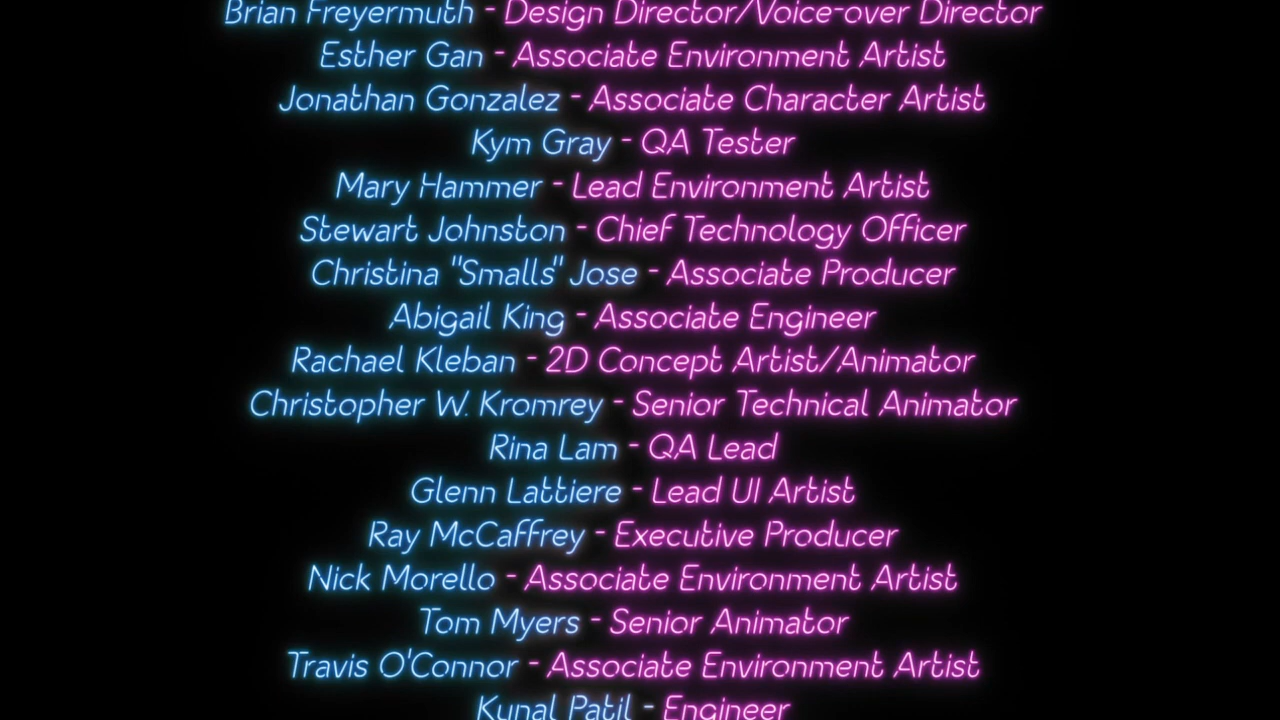 Brian Freyermuth - Design Director/Voice-over Director
Esther Gan - Associate Environment Artist
Jonathan Gonzalez - Associate Character Artist
Kym Gray - QA Tester
Mary Hammer - Lead Environment Artist
Stewart Johnston - Chief Technology Officer
Christina "Smalls" Jose - Associate Producer
Abigail King - Associate Engineer
Rachael Kleban - 2D Concept Artist/Animator
Christopher W. Kromrey - Senior Technical Animator
Rina Lam - QA Lead
Glenn Lattiere - Lead UI Artist
Ray McCaffrey - Executive Producer
Nick Morello - Associate Environment Artist
Tom Myers - Senior Animator
Travis O'Connor - Associate Environment Artist
Kunal Patil - Engineer